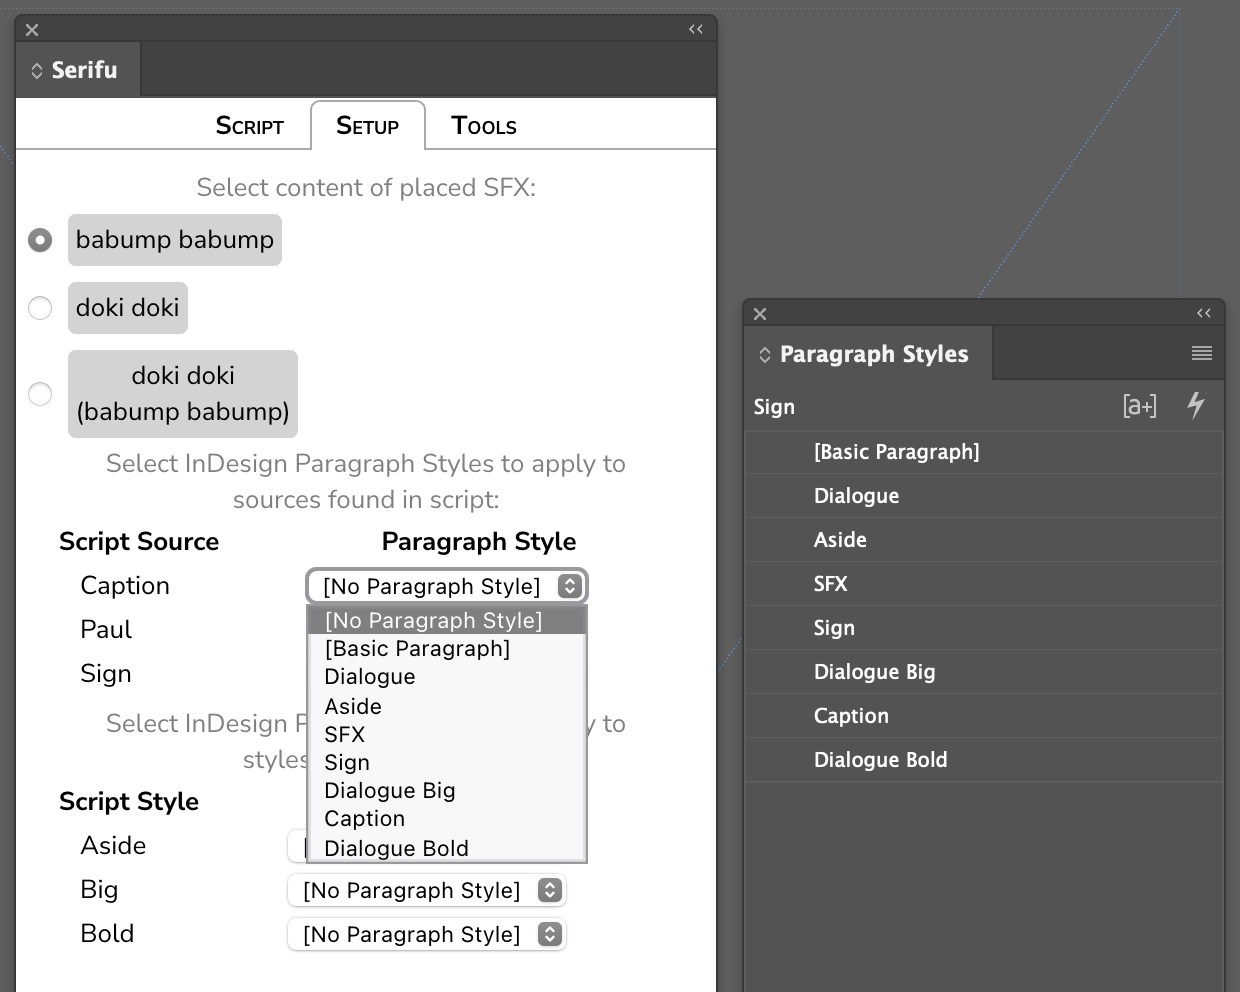 Serifu
Script Setup Tools
Select content of placed SFX:
babump babump
doki doki
doki doki
(babump babump)
Select InDesign Paragraph Styles to apply to
sources found in script:
Script Source Paragraph Style
Caption [No Paragraph Style]
Paul
Sign
[No Paragraph Style]
[Basic Paragraph]
Dialogue
Aside
SFX
Sign
Dialogue Big
Caption
Dialogue Bold
Select InDesign P y to
styles
Script Style
Aside [
Big [No Paragraph Style]
Bold [No Paragraph Style]
Paragraph Styles
Sign [a+]
[Basic Paragraph]
Dialogue
Aside
SFX
Sign
Dialogue Big
Caption
Dialogue Bold